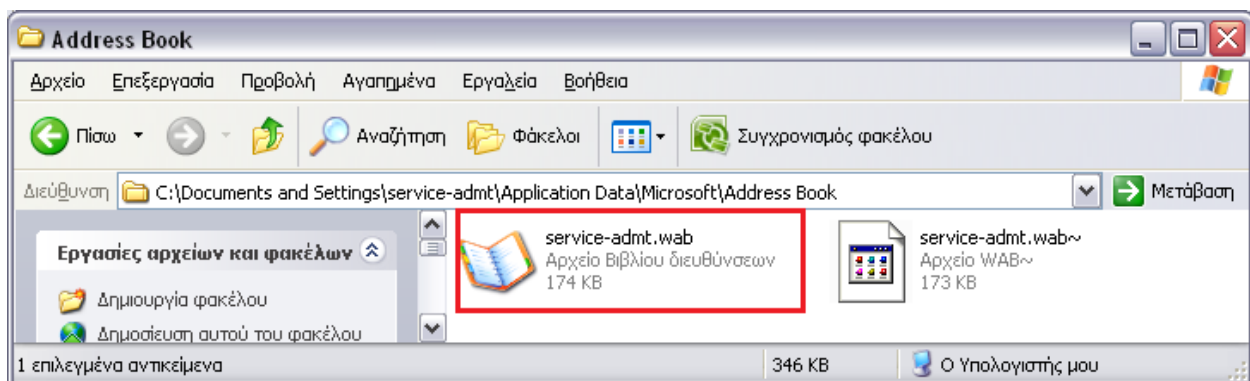 Address Book
Αρχείο Επεξεργασία Προβολή Αγαπημένα Εργαλεία Βοήθεια
Πίσω Αναζήτηση Φάκελοι Συγχρονισμός φακέλου
Διεύθυνση C:\Documents and Settings\service-admt\Application Data\Microsoft\Address Book Μετάβαση
Εργασίες αρχείων και φακέλων
Δημιουργία φακέλου
Δημοσίευση αυτού του φακέλου
service-admt.wab
Αρχείο Βιβλίου διευθύνσεων
174 KB
service-admt.wab~
Αρχείο WAB~
173 KB
1 επιλεγμένα αντικείμενα 346 KB Ο Υπολογιστής μου